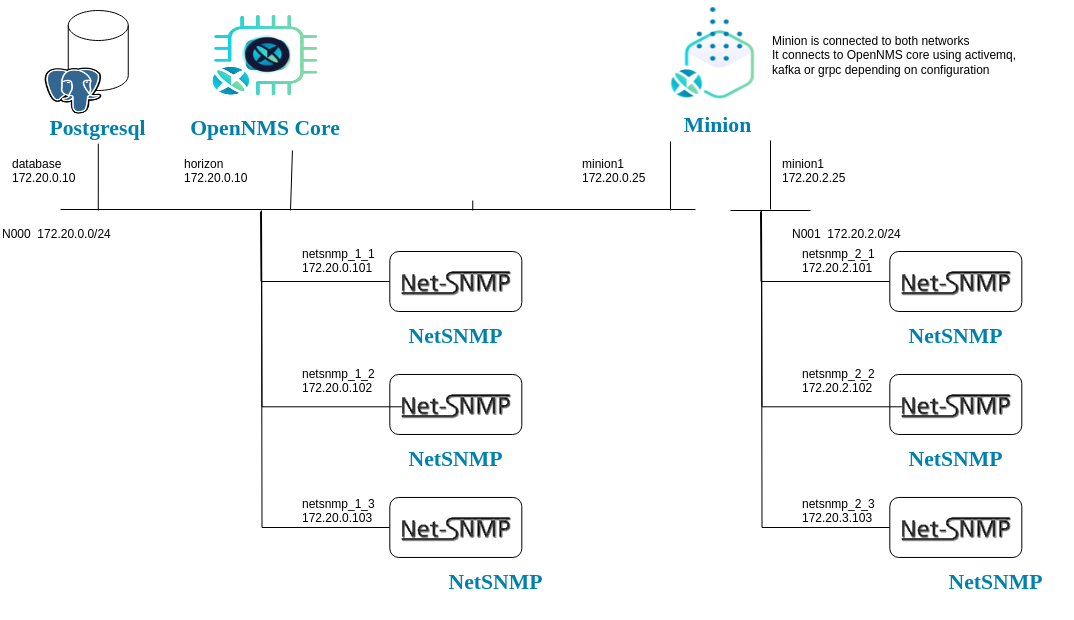 Minion is connected to both networks
It connects to OpenNMS core using activemq,
kafka or grpc depending on configuration
Postgresql
OpenNMS Core
Minion
database
172.20.0.10
horizon
172.20.0.10
minion1
172.20.0.25
minion1
172.20.2.25
N000  172.20.0.0/24
N001  172.20.2.0/24
netsnmp_1_1
172.20.0.101
Net-SNMP
NetSNMP
netsnmp_2_1
172.20.2.101
Net-SNMP
NetSNMP
netsnmp_1_2
172.20.0.102
Net-SNMP
NetSNMP
netsnmp_2_2
172.20.2.102
Net-SNMP
NetSNMP
netsnmp_1_3
172.20.0.103
Net-SNMP
NetSNMP
netsnmp_2_3
172.20.3.103
Net-SNMP
NetSNMP